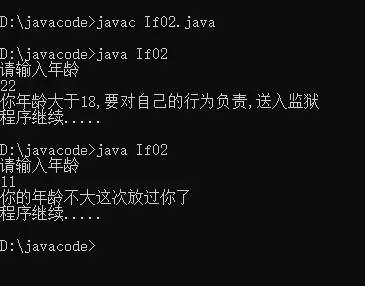 D:\javacode>javac If02.java
D:\javacode>java If02
请输入年龄
22
你年龄大于18,要对自己的行为负责,送入监狱
程序继续.....
D:\javacode>java If02
请输入年龄
11
你的年龄不大这次放过你了
程序继续.....
D:\javacode>